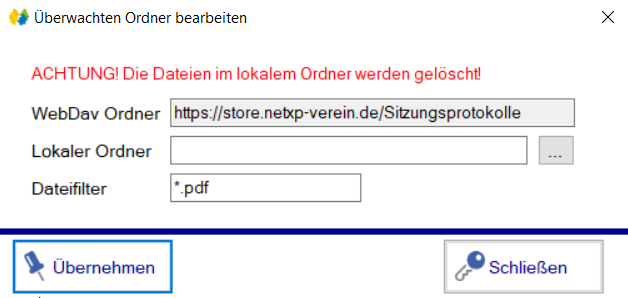 Überwachten Ordner bearbeiten
ACHTUNG! Die Dateien im lokalem Ordner werden gelöscht!
WebDav Ordner https://store.netxp-verein.de/Sitzungsprotokolle
Lokaler Ordner ...
Dateifilter *.pdf
Übernehmen Schließen